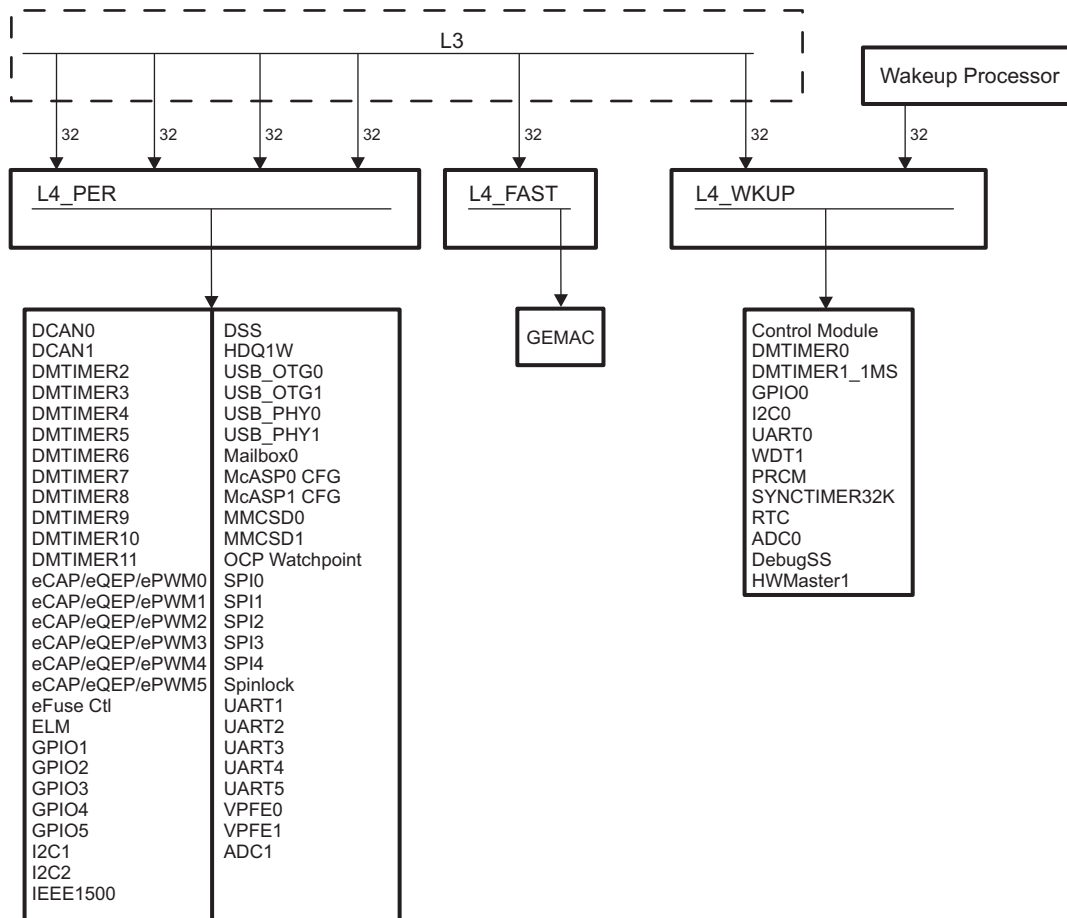 L3
Wakeup Processor
32
32
32
32
32
32
32
L4_PER
L4_FAST
L4_WKUP
DCAN0
DCAN1
DMTIMER2
DMTIMER3
DMTIMER4
DMTIMER5
DMTIMER6
DMTIMER7
DMTIMER8
DMTIMER9
DMTIMER10
DMTIMER11
eCAP/eQEP/ePWM0
eCAP/eQEP/ePWM1
eCAP/eQEP/ePWM2
eCAP/eQEP/ePWM3
eCAP/eQEP/ePWM4
eCAP/eQEP/ePWM5
eFuse Ctl
ELM
GPIO1
GPIO2
GPIO3
GPIO4
GPIO5
I2C1
I2C2
IEEE1500
DSS
HDQ1W
USB_OTG0
USB_OTG1
USB_PHY0
USB_PHY1
Mailbox0
McASP0 CFG
McASP1 CFG
MMCSD0
MMCSD1
OCP Watchpoint
SPI0
SPI1
SPI2
SPI3
SPI4
Spinlock
UART1
UART2
UART3
UART4
UART5
VPFE0
VPFE1
ADC1
GEMAC
Control Module
DMTIMER0
DMTIMER1_1MS
GPIO0
I2C0
UART0
WDT1
PRCM
SYNCTIMER32K
RTC
ADC0
DebugSS
HWMaster1